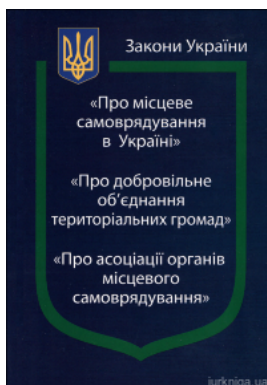 Закони України
«Про місцеве
самоврядування
в Україні»
«Про добровільне
об'єднання
територіальних громад»
«Про асоціації органів
місцевого
самоврядування»
jurkniga.ua